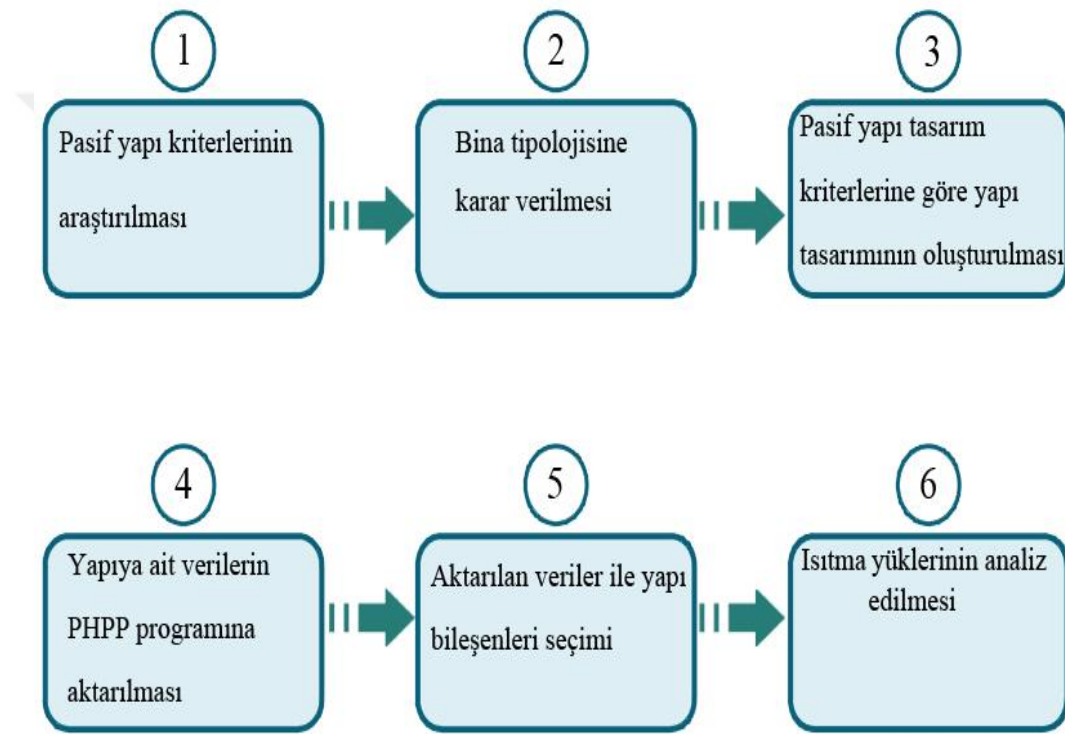 1
Pasif yapı kriterlerinin
araştırılması
2
Bina tipolojisine
karar verilmesi
3
Pasif yapı tasarım
kriterlerine göre yapı
tasarımının oluşturulması
4
Yapıya ait verilerin
PHPP programına
aktarılması
5
Aktarılan veriler ile yapı
bileşenleri seçimi
6
Isıtma yüklerinin analiz
edilmesi